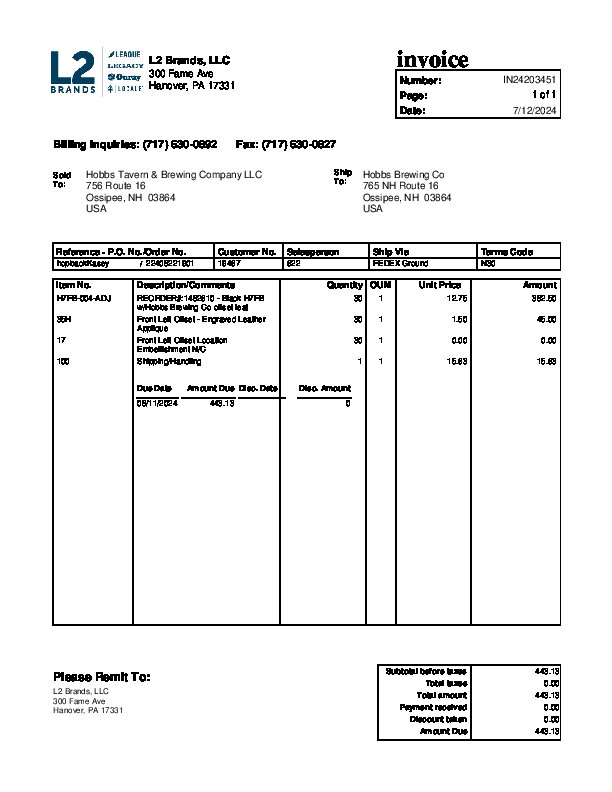 L2 BRANDS
LEAGUE
LEGACY
Ouray
LOCALE
L2 Brands, LLC
300 Fame Ave
Hanover, PA 17331
invoice
Number: IN24203451
Page: 1 of 1
Date: 7/12/2024
Billing Inquiries: (717) 630-0892 Fax: (717) 630-0827
Sold To:
Hobbs Tavern & Brewing Company LLC
756 Route 16
Ossipee, NH 03864
USA
Ship To:
Hobbs Brewing Co
765 NH Route 16
Ossipee, NH 03864
USA
Reference - P.O. No./Order No. Customer No. Salesperson Ship Via Terms Code
hopbackKasey / 622 FEDEX Ground N30
Item No. Description/Comments Quantity OUM Unit Price Amount
H7FB-004-ADJ REORDER#:1482610 - Black H7FB 30 1 12.75 382.50
w/Hobbs Brewing Co offset leaf
35H Front Left Offset - Engraved Leather 30 1 1.50 45.00
Applique
17 Front Left Offset Location 30 1 0.00 0.00
Embellishment N/C
100 Shipping/Handling 1 1 15.63 15.63
Due Date Amount Due Disc. Date Disc. Amount
08/11/2024 443.13 0
Please Remit To:
L2 Brands, LLC
300 Fame Ave
Hanover, PA 17331
Subtotal before taxes 443.13
Total taxes 0.00
Total amount 443.13
Payment received 0.00
Discount taken 0.00
Amount Due 443.13